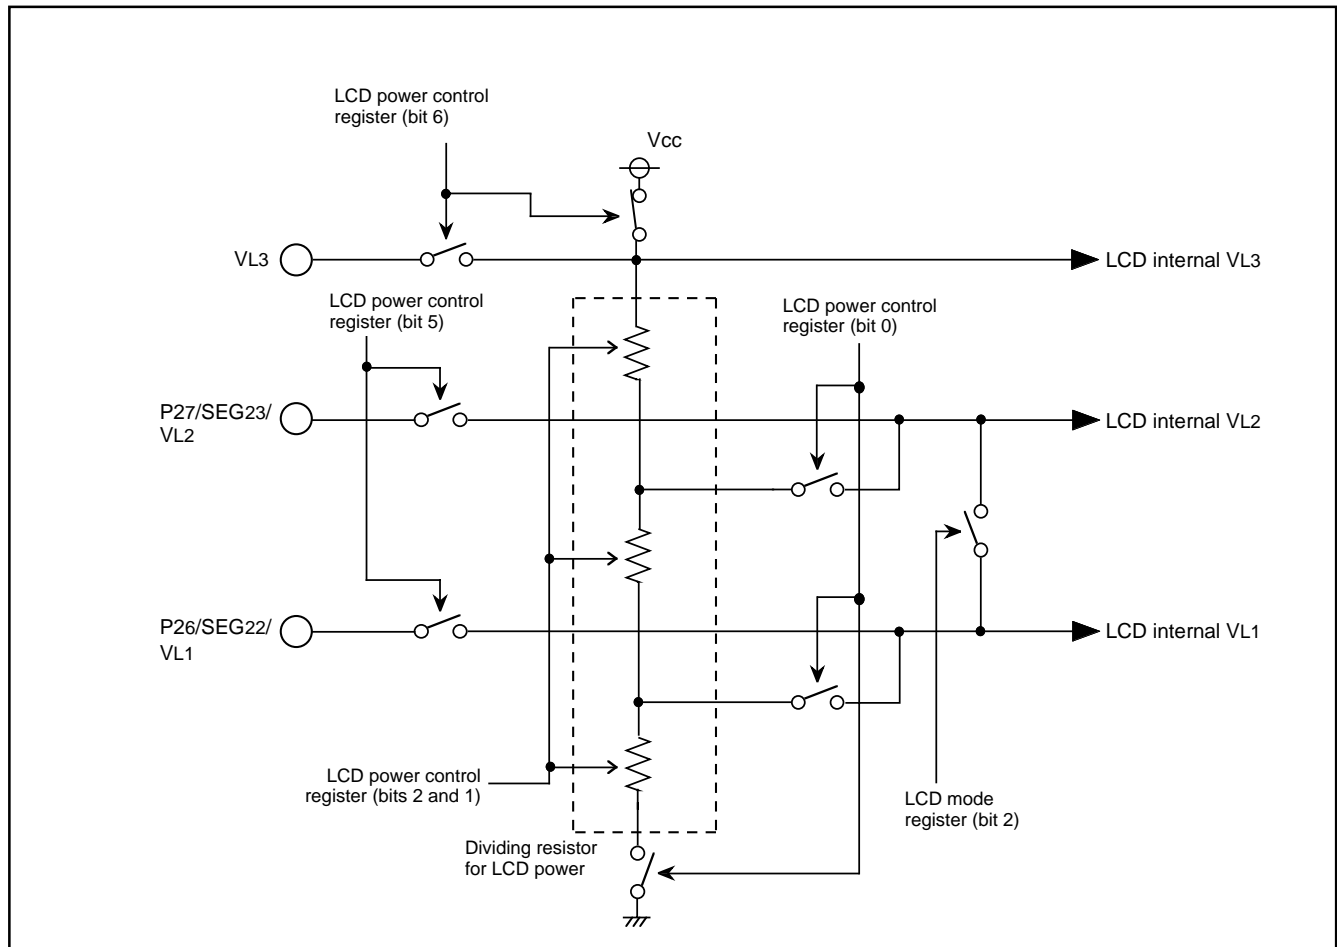 LCD power control
register (bit 6)
Vcc
VL3
LCD internal VL3
LCD power control
register (bit 5)
LCD power control
register (bit 0)
P27/SEG23/
VL2
LCD internal VL2
P26/SEG22/
VL1
LCD internal VL1
LCD power control
register (bits 2 and 1)
LCD mode
register (bit 2)
Dividing resistor
for LCD power